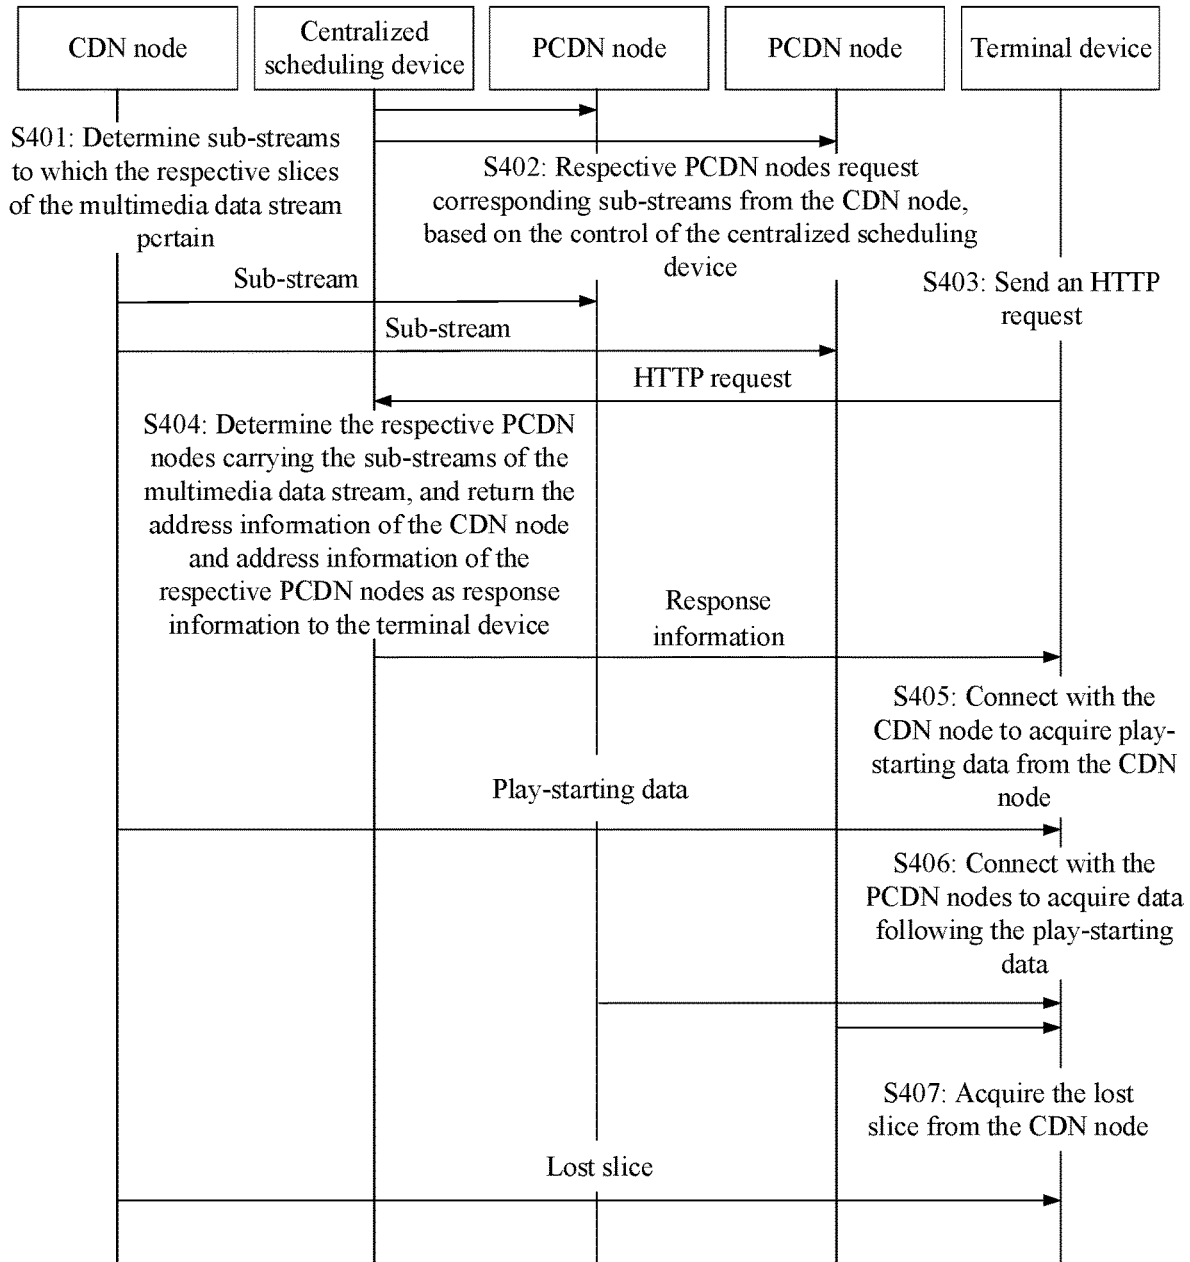 CDN node
Centralized
scheduling device
PCDN node
PCDN node
Terminal device
S401: Determine sub-streams
to which the respective slices
of the multimedia data stream
pertain
S402: Respective PCDN nodes request
corresponding sub-streams from the CDN node,
based on the control of the centralized scheduling
device
Sub-stream
S403: Send an HTTP
request
Sub-stream
HTTP request
S404: Determine the respective PCDN
nodes carrying the sub-streams of the
multimedia data stream, and return the
address information of the CDN node
and address information of the
respective PCDN nodes as response
information to the terminal device
Response
information
S405: Connect with the
CDN node to acquire play-
starting data from the CDN
node
Play-starting data
S406: Connect with the
PCDN nodes to acquire data
following the play-starting
data
S407: Acquire the lost
slice from the CDN node
Lost slice